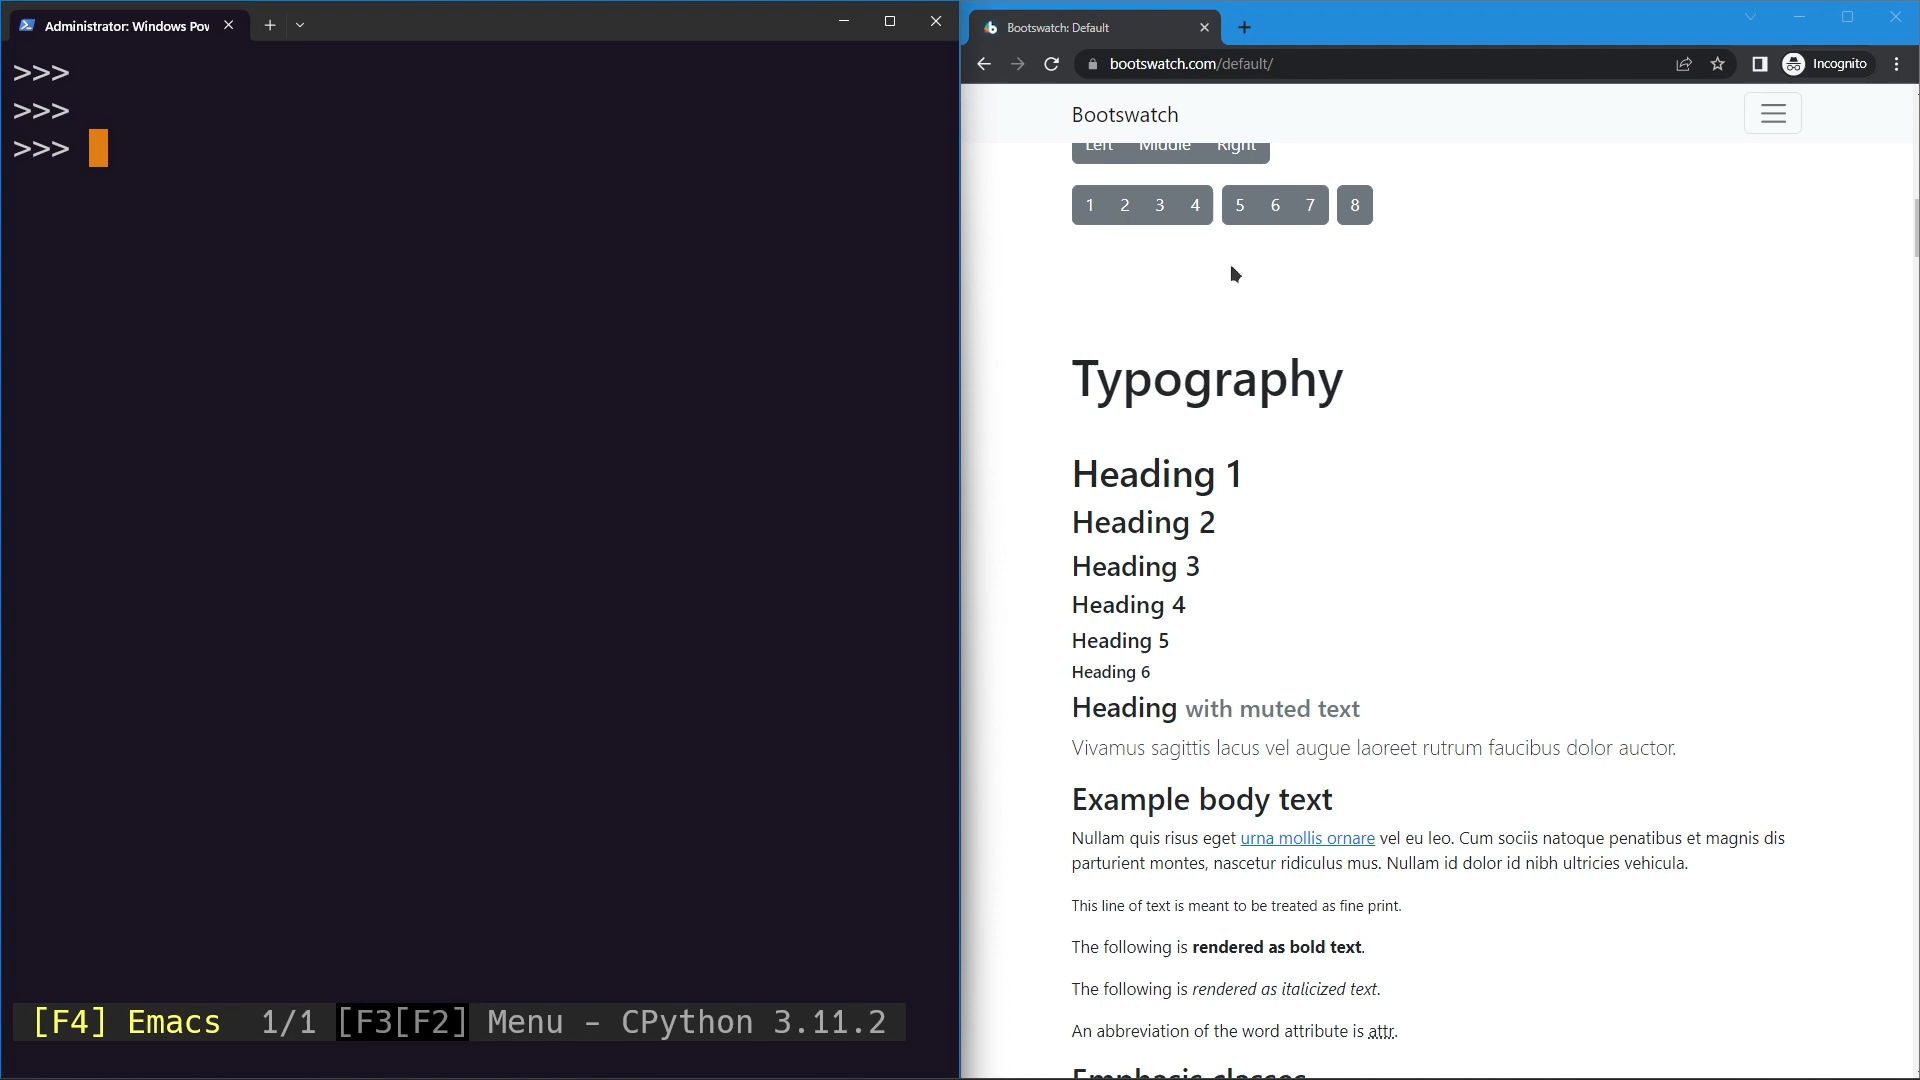 Administrator: Windows Pov
>>>
>>>
>>>
[F4] Emacs 1/1 [F3[F2] Menu - CPython 3.11.2
Bootswatch: Default
bootswatch.com/default/
Incognito
Bootswatch
Left Middle Right
1 2 3 4 5 6 7 8
Typography
Heading 1
Heading 2
Heading 3
Heading 4
Heading 5
Heading 6
Heading with muted text
Vivamus sagittis lacus vel augue laoreet rutrum faucibus dolor auctor.
Example body text
Nullam quis risus eget urna mollis ornare vel eu leo. Cum sociis natoque penatibus et magnis dis
parturient montes, nascetur ridiculus mus. Nullam id dolor id nibh ultricies vehicula.
This line of text is meant to be treated as fine print.
The following is rendered as bold text.
The following is rendered as italicized text.
An abbreviation of the word attribute is attr.
Emphasis classes